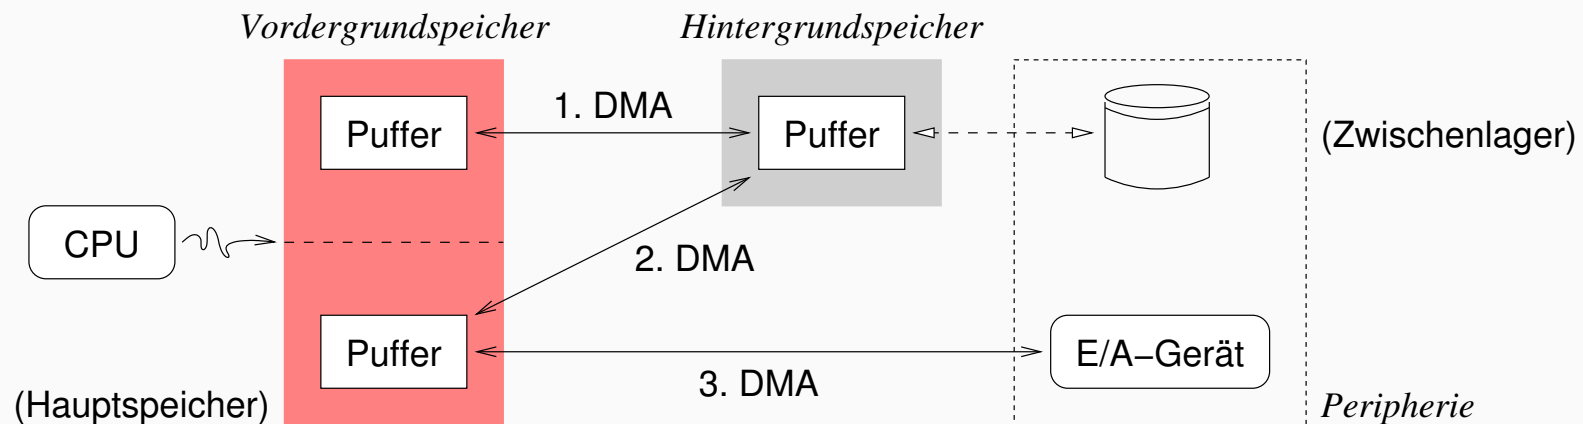 Vordergrundspeicher
Hintergrundspeicher
Puffer
1. DMA
Puffer
(Zwischenlager)
CPU
2. DMA
Puffer
E/A−Gerät
3. DMA
(Hauptspeicher)
Peripherie